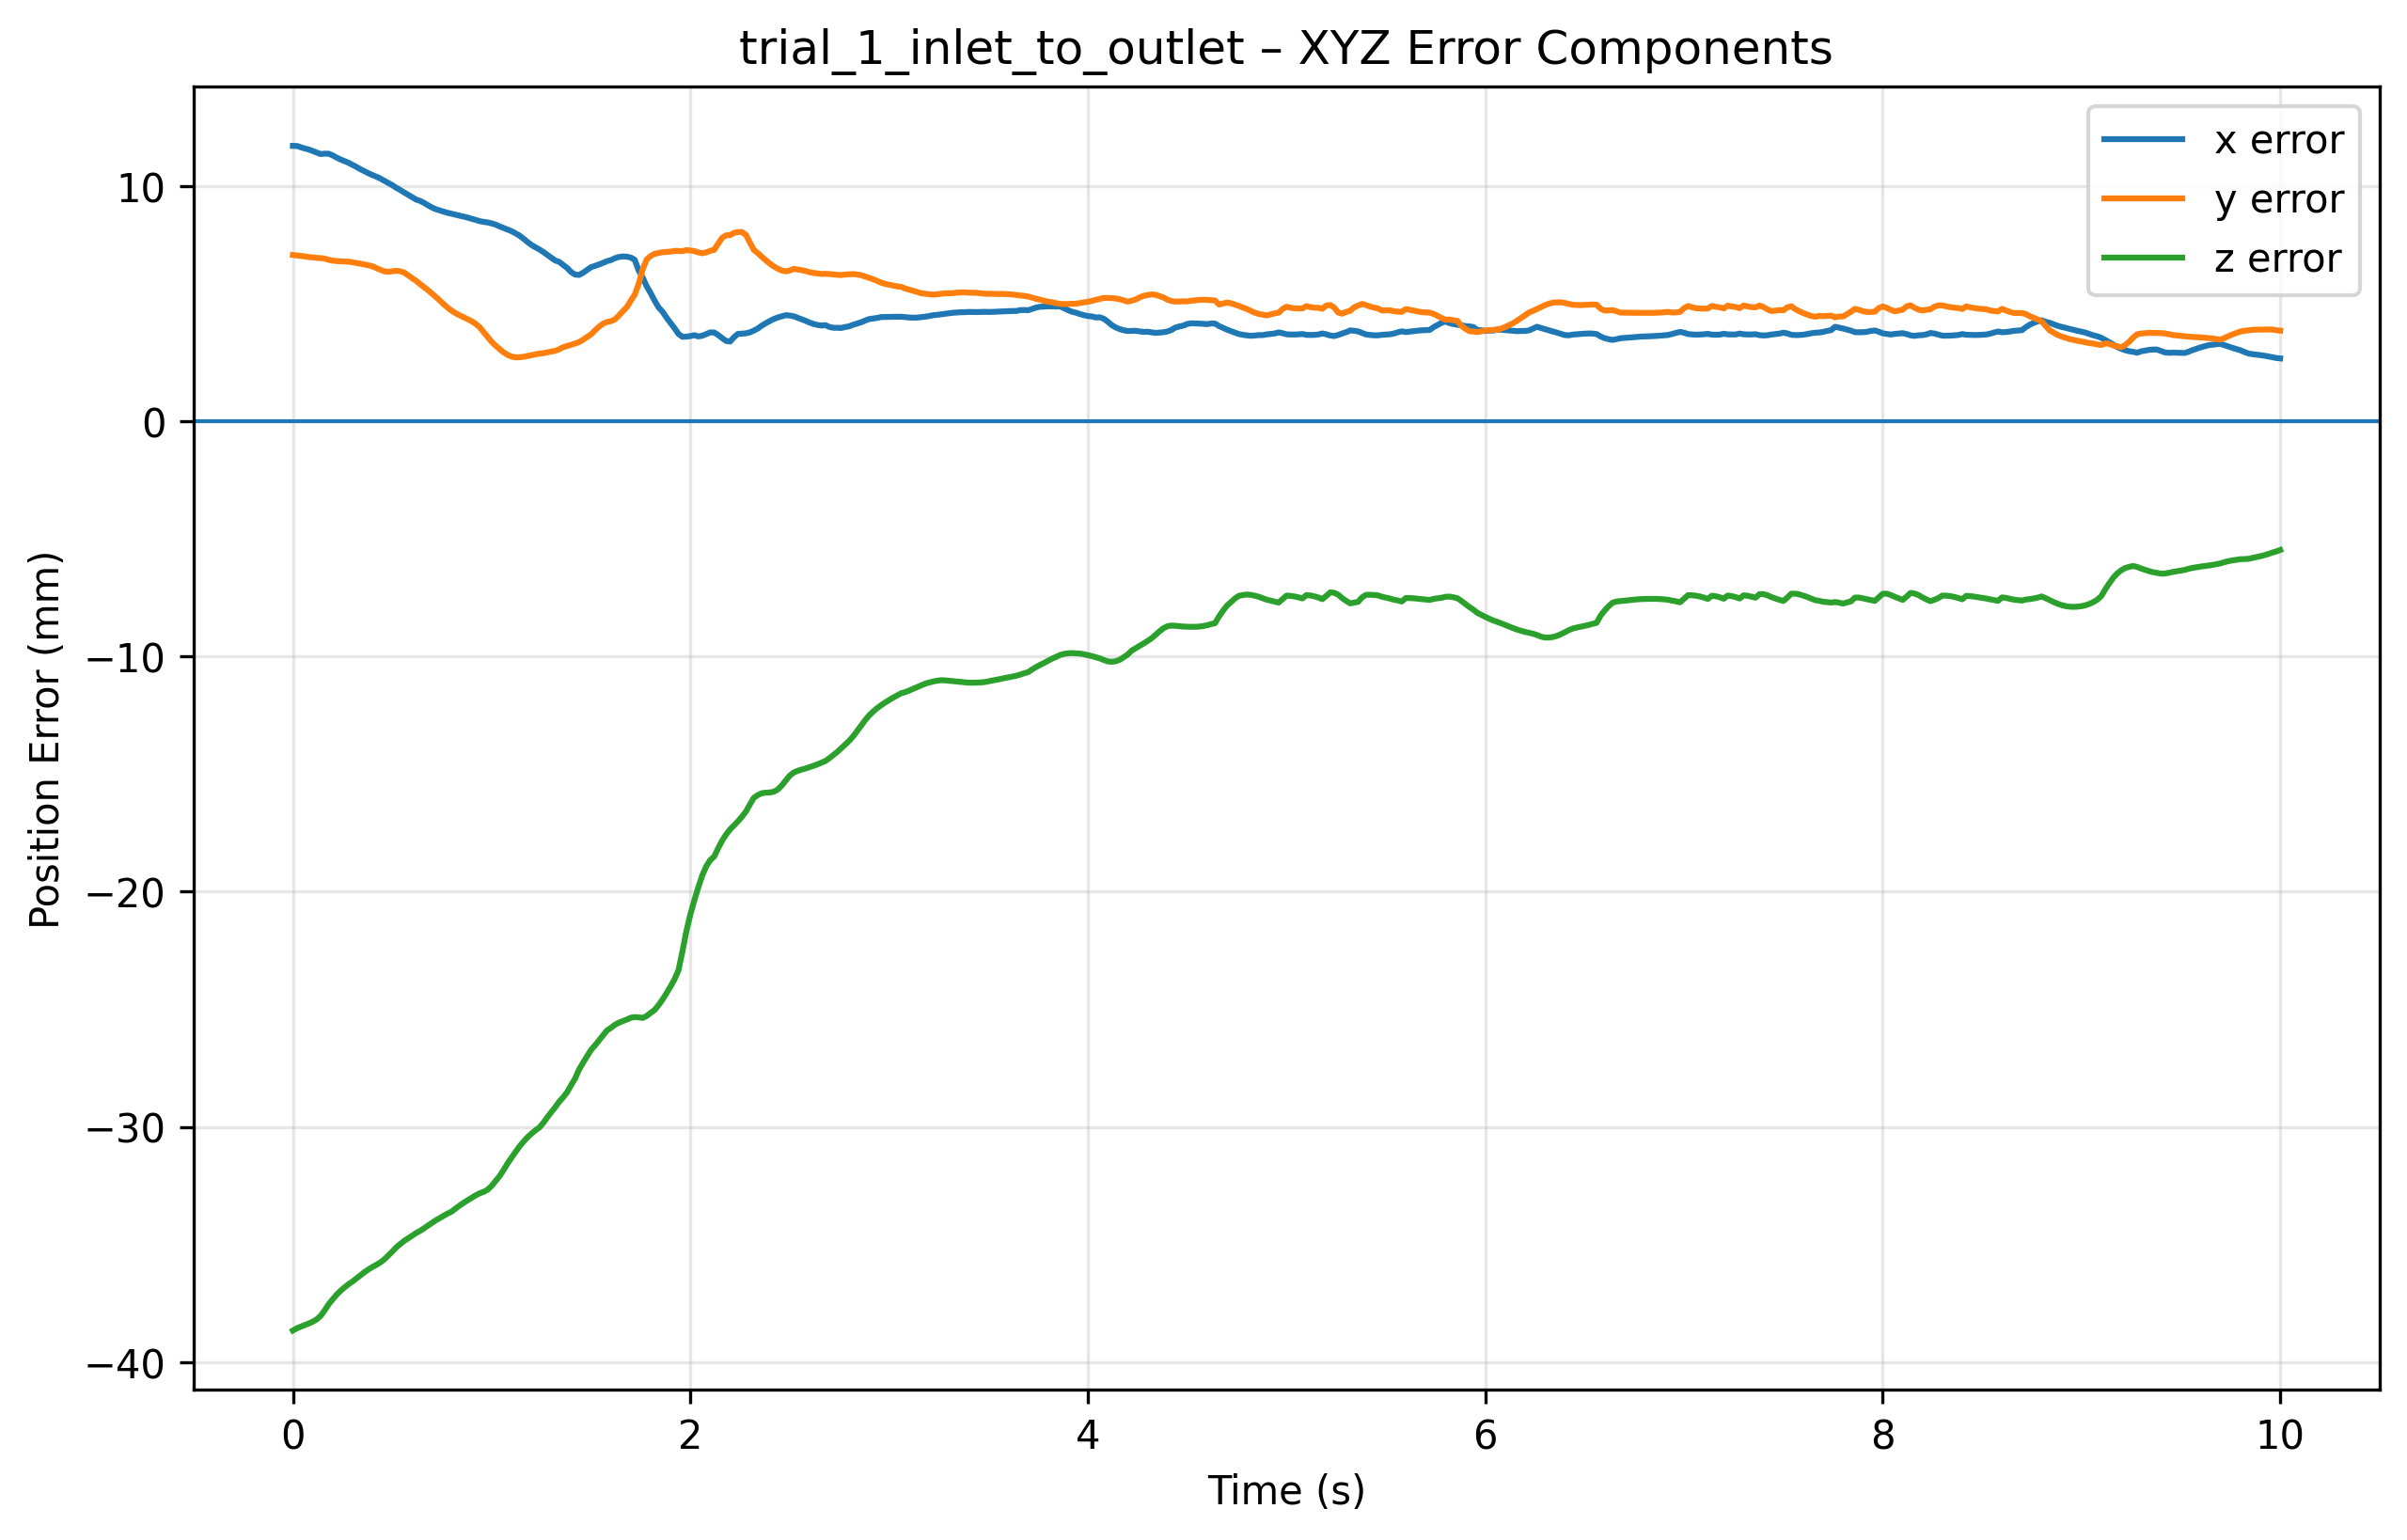 trial_1_inlet_to_outlet – XYZ Error Components
x error
y error
z error
Position Error (mm)
10
0
−10
−20
−30
−40
0 2 4 6 8 10
Time (s)